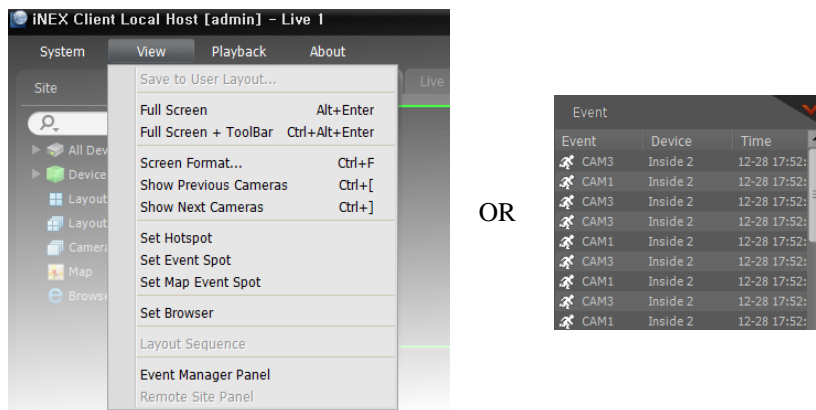 iNEX Client Local Host [admin] – Live 1
System View Playback About
Site
Live
Save to User Layout...
Full Screen Alt+Enter
Full Screen + ToolBar Ctrl+Alt+Enter
Screen Format... Ctrl+F
Show Previous Cameras Ctrl+[
Show Next Cameras Ctrl+]
Set Hotspot
Set Event Spot
Set Map Event Spot
Set Browser
Layout Sequence
Event Manager Panel
Remote Site Panel
All Dev
Device
Layout
Layout
Camera
Map
Browse
OR
Event
Event Device Time
CAM3 Inside 2 12-28 17:52:
CAM1 Inside 2 12-28 17:52:
CAM3 Inside 2 12-28 17:52:
CAM3 Inside 2 12-28 17:52:
CAM1 Inside 2 12-28 17:52:
CAM3 Inside 2 12-28 17:52:
CAM1 Inside 2 12-28 17:52:
CAM3 Inside 2 12-28 17:52:
CAM1 Inside 2 12-28 17:52: